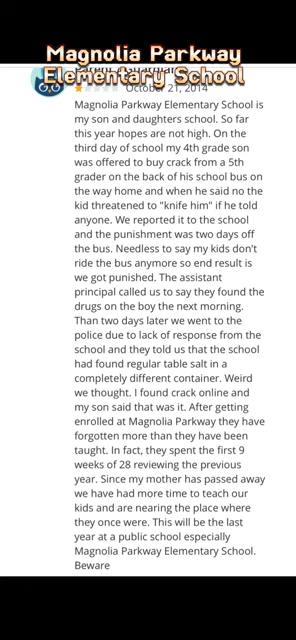 Magnolia Parkway
Elementary School
October 21, 2014
Magnolia Parkway Elementary School is
my son and daughters school. So far
this year hopes are not high. On the
third day of school my 4th grade son
was offered to buy crack from a 5th
grader on the back of his school bus on
the way home and when he said no the
kid threatened to "knife him" if he told
anyone. We reported it to the school
and the punishment was two days off
the bus. Needless to say my kids don't
ride the bus anymore so end result is
we got punished. The assistant
principal called us to say they found the
drugs on the boy the next morning.
Than two days later we went to the
police due to lack of response from the
school and they told us that the school
had found regular table salt in a
completely different container. Weird
we thought. I found crack online and
my son said that was it. After getting
enrolled at Magnolia Parkway they have
forgotten more than they have been
taught. In fact, they spent the first 9
weeks of 28 reviewing the previous
year. Since my mother has passed away
we have had more time to teach our
kids and are nearing the place where
they once were. This will be the last
year at a public school especially
Magnolia Parkway Elementary School.
Beware